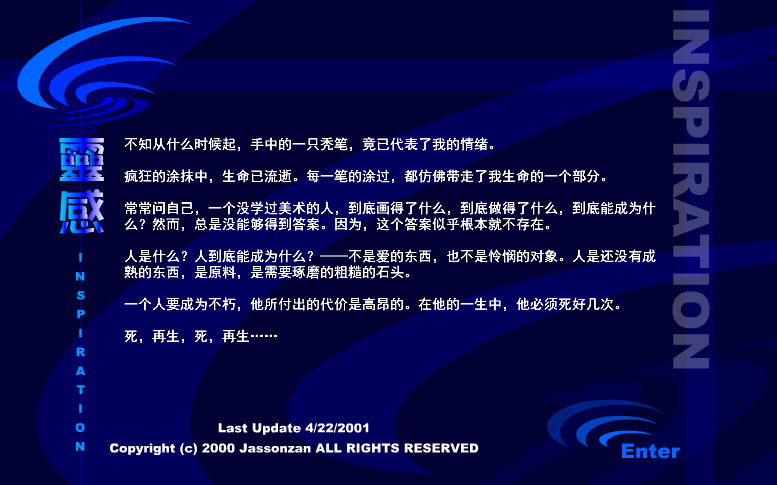 靈感
INSPIRATION
不知从什么时候起，手中的一只秃笔，竟已代表了我的情绪。
疯狂的涂抹中，生命已流逝。每一笔的涂过，都仿佛带走了我生命的一个部分。
常常问自己，一个没学过美术的人，到底画得了什么，到底做得了什么，到底能成为什
么？然而，总是没能够得到答案。因为，这个答案似乎根本就不存在。
人是什么？人到底能成为什么？——不是爱的东西，也不是怜悯的对象。人是还没有成
熟的东西，是原料，是需要琢磨的粗糙的石头。
一个人要成为不朽，他所付出的代价是高昂的。在他的一生中，他必须死好几次。
死，再生，死，再生……
INSPIRATION
Last Update 4/22/2001
Copyright (c) 2000 Jassonzan ALL RIGHTS RESERVED
Enter